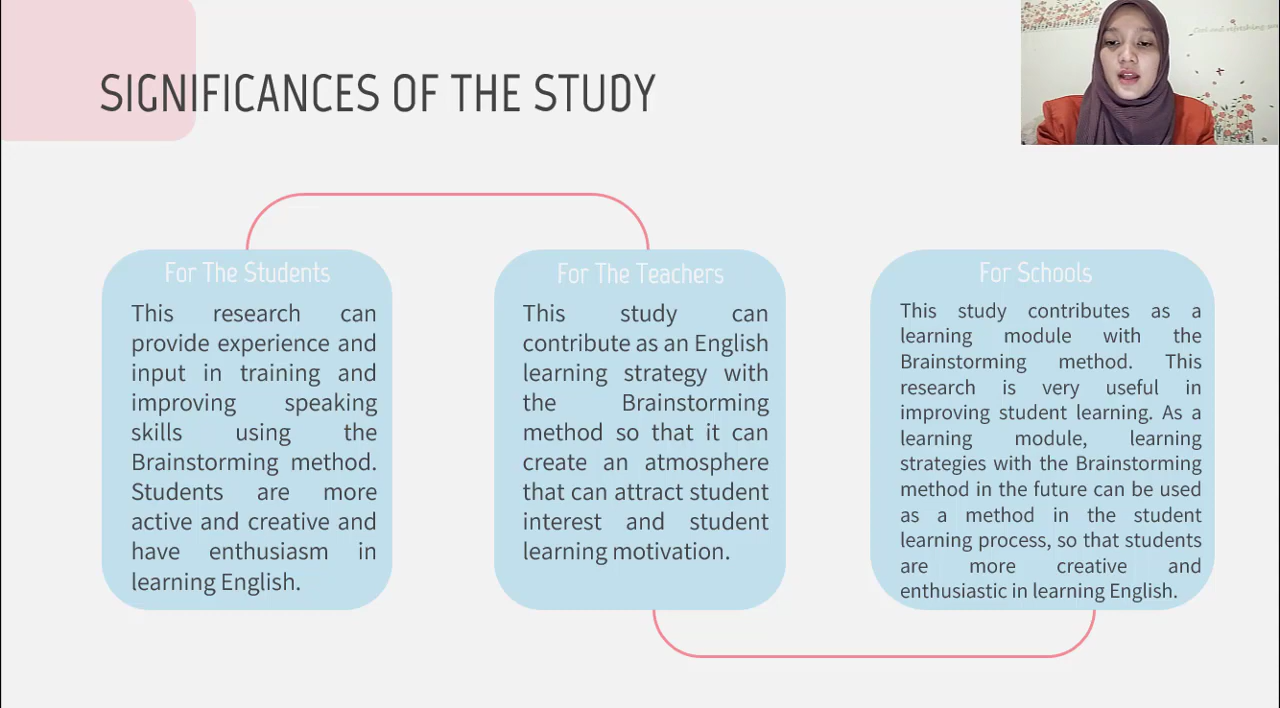 SIGNIFICANCES OF THE STUDY
For The Students
This research can
provide experience and
input in training and
improving speaking
skills using the
Brainstorming method.
Students are more
active and creative and
have enthusiasm in
learning English.
For The Teachers
This study can
contribute as an English
learning strategy with
the Brainstorming
method so that it can
create an atmosphere
that can attract student
interest and student
learning motivation.
For Schools
This study contributes as a
learning module with the
Brainstorming method. This
research is very useful in
improving student learning. As a
learning module, learning
strategies with the Brainstorming
method in the future can be used
as a method in the student
learning process, so that students
are more creative and
enthusiastic in learning English.